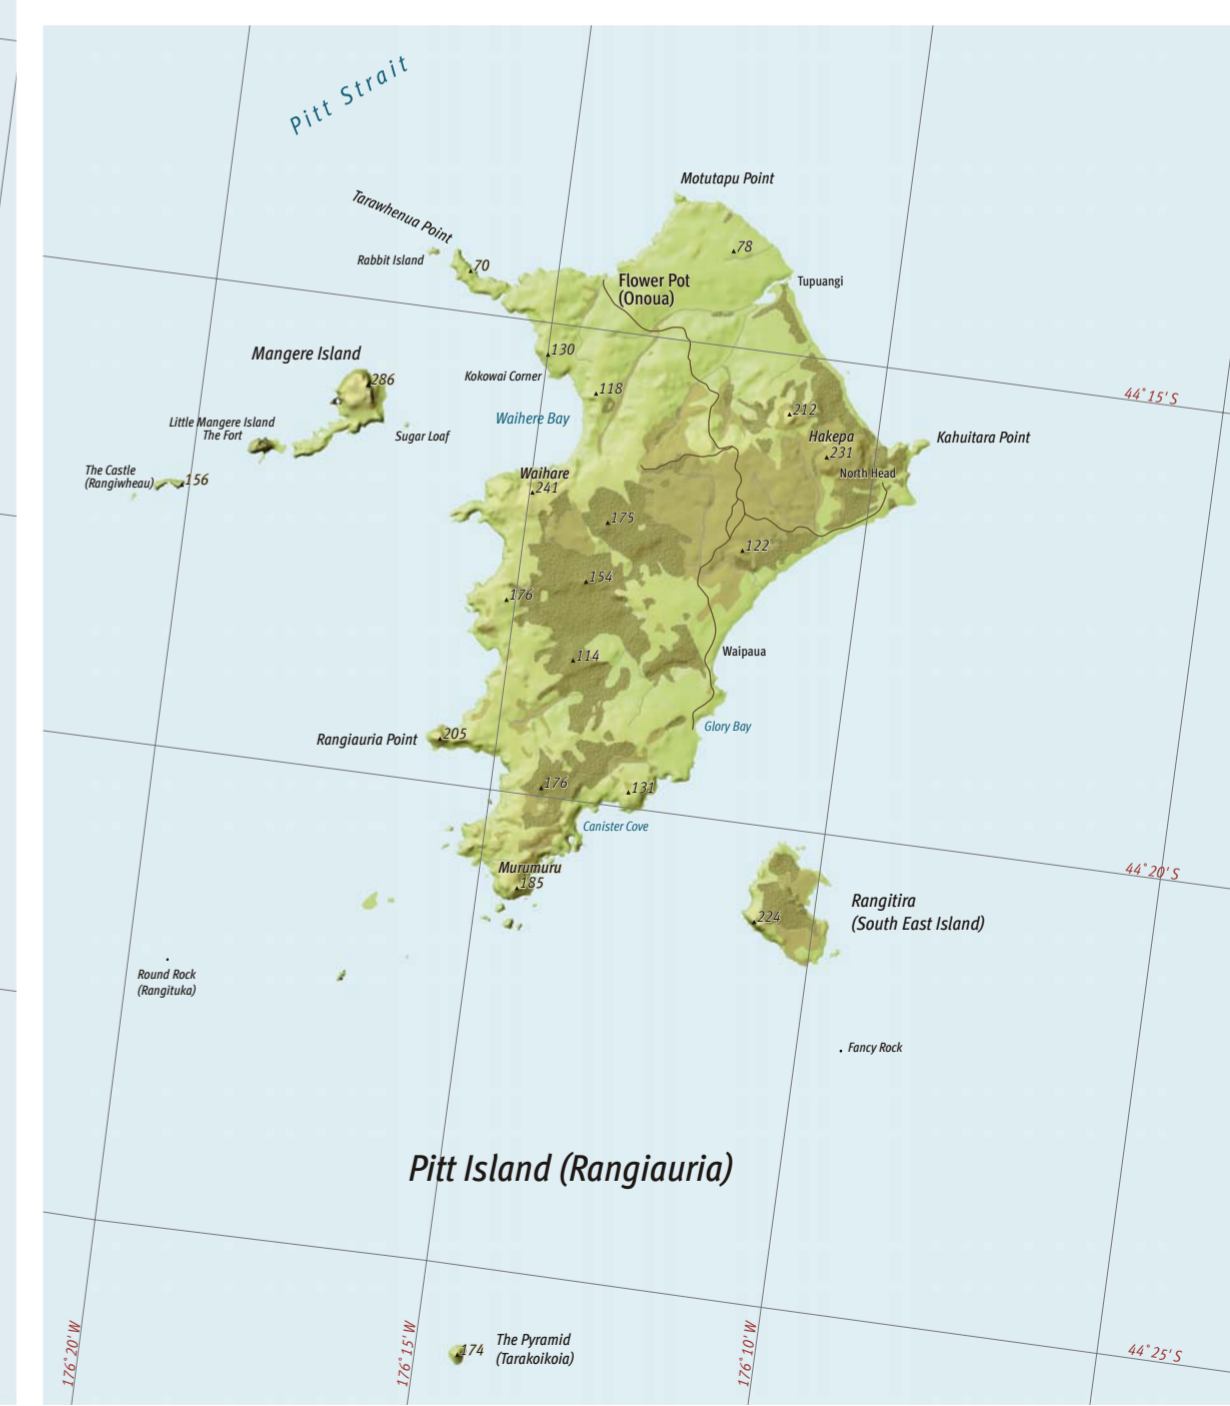 Pitt Strait
Motutapu Point
Tarawhenua Point
78
Rabbit Island
70
Flower Pot
(Onoua)
Tupuangi
130
Mangere Island
286
Kokowai Corner
118
44°15'S
212
Waihere Bay
Little Mangere Island
The Fort
Sugar Loaf
Hakepa
231
Kahuitara Point
The Castle
(Rangiwheau)
156
Waihare
241
North Head
175
122
154
176
114
Waipaua
Glory Bay
Rangiauria Point
205
176
131
Canister Cove
Murumuru
185
44°20'S
Rangitira
(South East Island)
224
Round Rock
(Rangituka)
Fancy Rock
Pitt Island (Rangiauria)
176°20'W
176°15'W
176°10'W
The Pyramid
(Tarakoikoia)
174
44°25'S